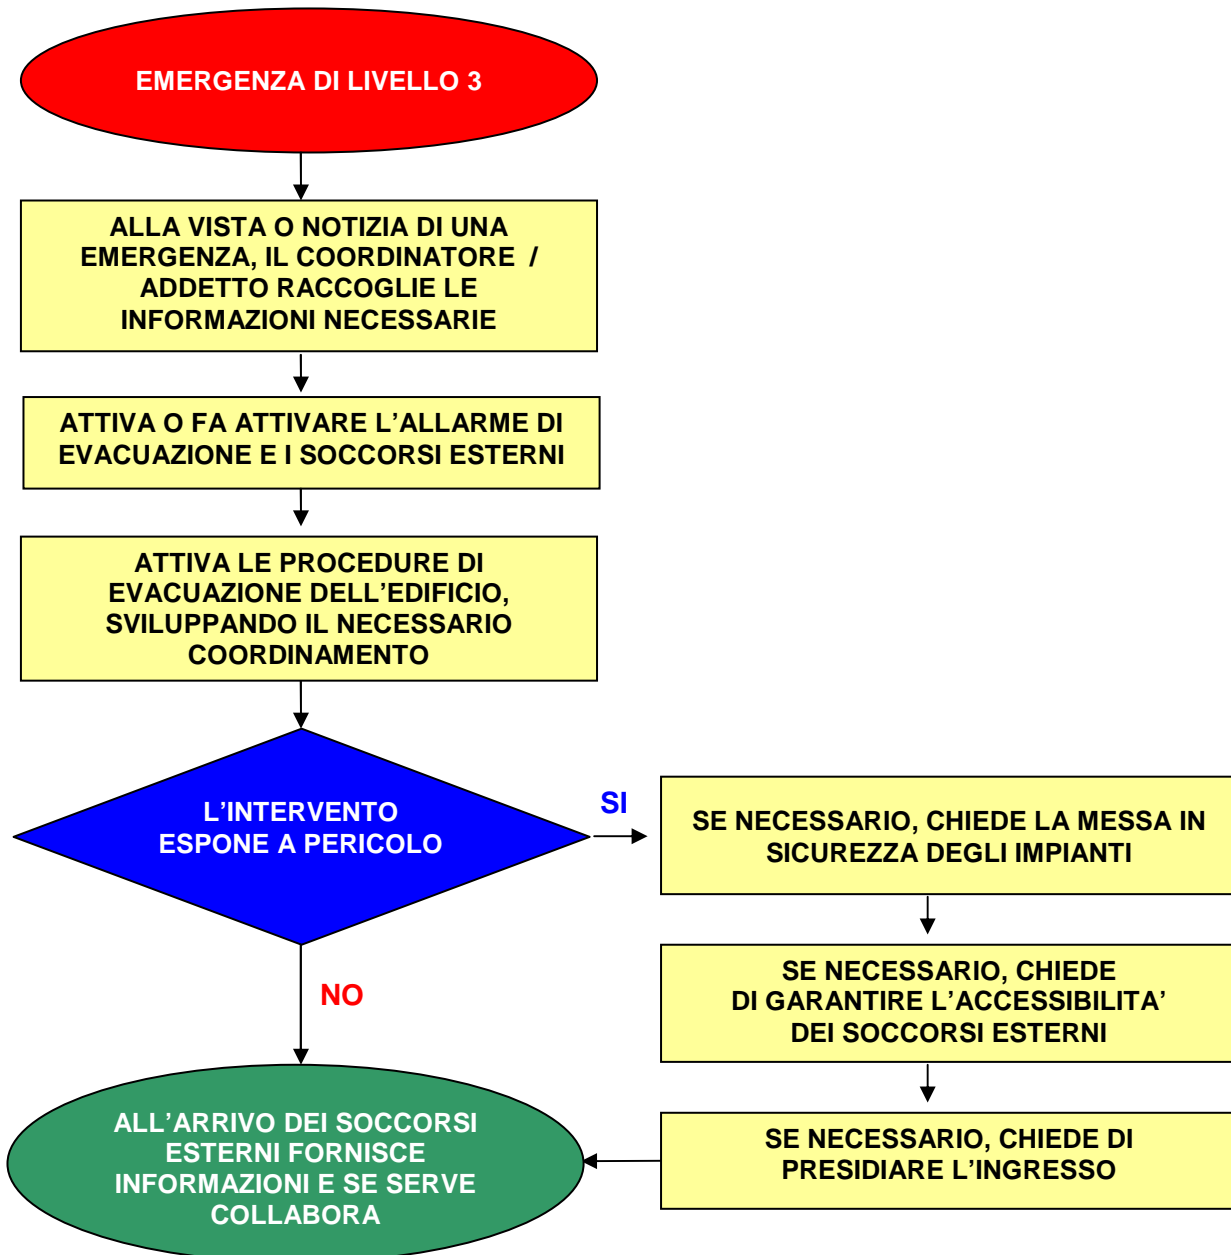 EMERGENZA DI LIVELLO 3
ALLA VISTA O NOTIZIA DI UNA
EMERGENZA, IL COORDINATORE /
ADDETTO RACCOGLIE LE
INFORMAZIONI NECESSARIE
ATTIVA O FA ATTIVARE L’ALLARME DI
EVACUAZIONE E I SOCCORSI ESTERNI
ATTIVA LE PROCEDURE DI
EVACUAZIONE DELL’EDIFICIO,
SVILUPPANDO IL NECESSARIO
COORDINAMENTO
L’INTERVENTO
ESPONE A PERICOLO
SI
SE NECESSARIO, CHIEDE LA MESSA IN
SICUREZZA DEGLI IMPIANTI
SE NECESSARIO, CHIEDE
DI GARANTIRE L’ACCESSIBILITA’
DEI SOCCORSI ESTERNI
SE NECESSARIO, CHIEDE DI
PRESIDIARE L’INGRESSO
NO
ALL’ARRIVO DEI SOCCORSI
ESTERNI FORNISCE
INFORMAZIONI E SE SERVE
COLLABORA